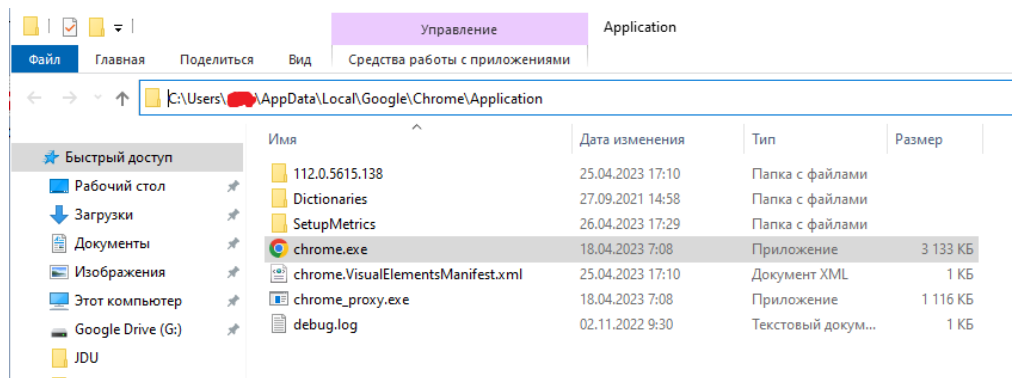 Управление
Application
Файл
Главная
Поделиться
Вид
Средства работы с приложениями
C:\Users\ \AppData\Local\Google\Chrome\Application
Имя
Дата изменения
Тип
Размер
Быстрый доступ
Рабочий стол
Загрузки
Документы
Изображения
Этот компьютер
Google Drive (G:)
JDU
112.0.5615.138 25.04.2023 17:10 Папка с файлами
Dictionaries 27.09.2021 14:58 Папка с файлами
SetupMetrics 26.04.2023 17:29 Папка с файлами
chrome.exe 18.04.2023 7:08 Приложение 3 133 КБ
chrome.VisualElementsManifest.xml 25.04.2023 17:10 Документ XML 1 КБ
chrome_proxy.exe 18.04.2023 7:08 Приложение 1 116 КБ
debug.log 02.11.2022 9:30 Текстовый докум... 1 КБ